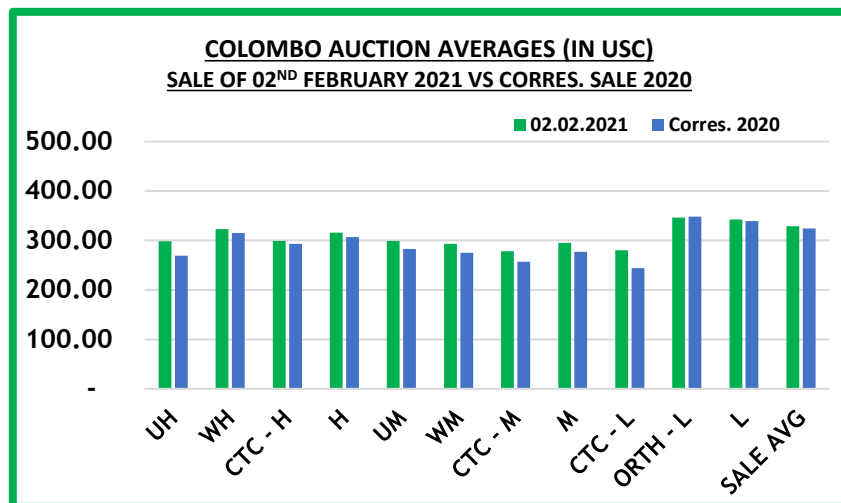 COLOMBO AUCTION AVERAGES (IN USC)
SALE OF 02ND FEBRUARY 2021 VS CORRES. SALE 2020
02.02.2021 Corres. 2020
500.00
400.00
300.00
200.00
100.00
-
UH WH CTC - H H UM WM CTC - M M CTC - L ORTH - L L SALE AVG